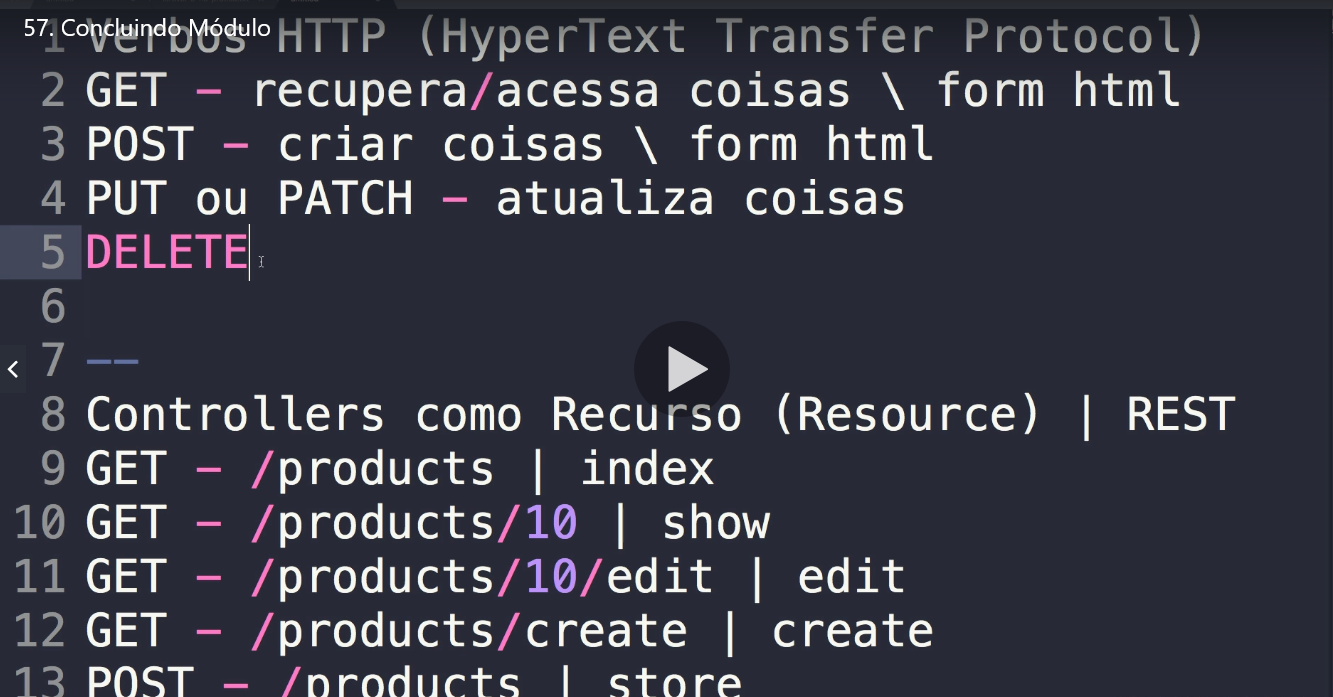 57. Concluindo Módulo
1 Verbos HTTP (HyperText Transfer Protocol)
2 GET - recupera/acessa coisas \ form html
3 POST - criar coisas \ form html
4 PUT ou PATCH - atualiza coisas
5 DELETE
6
7 --
8 Controllers como Recurso (Resource) | REST
9 GET - /products | index
10 GET - /products/10 | show
11 GET - /products/10/edit | edit
12 GET - /products/create | create
13 POST - /products | store